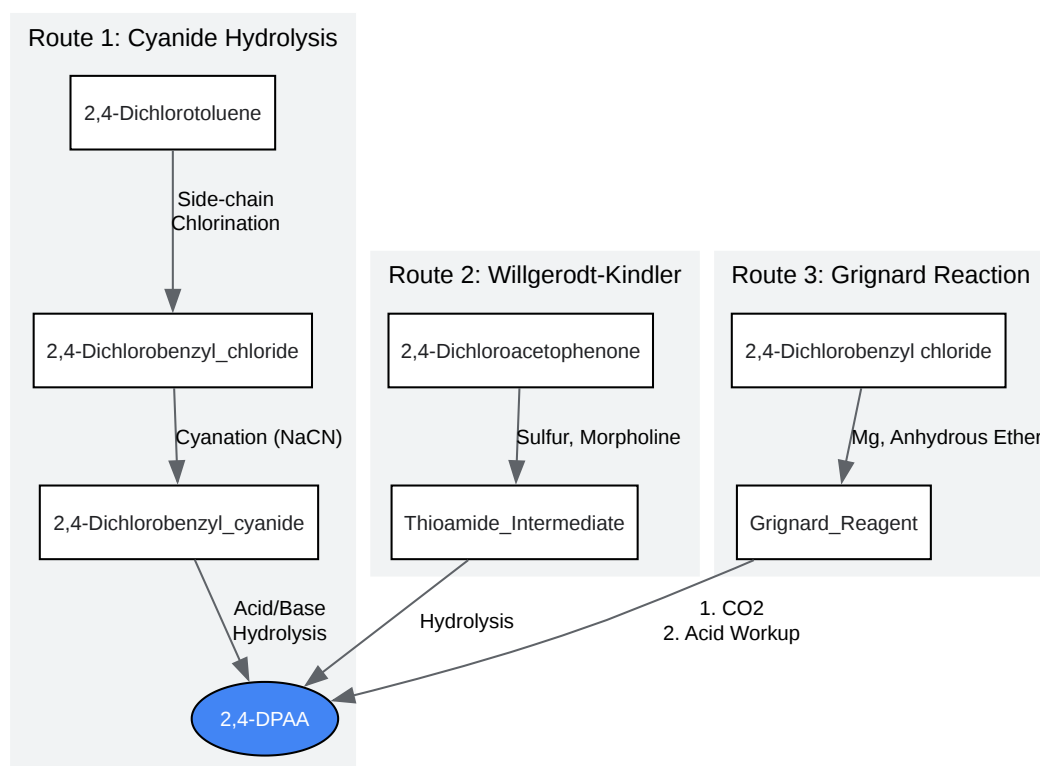 Route 1: Cyanide Hydrolysis
2,4-Dichlorotoluene
Side-chain
Chlorination
2,4-Dichlorobenzyl_chloride
Cyanation (NaCN)
2,4-Dichlorobenzyl_cyanide
Acid/Base
Hydrolysis
Route 2: Willgerodt-Kindler
2,4-Dichloroacetophenone
Sulfur, Morpholine
Thioamide_Intermediate
Hydrolysis
Route 3: Grignard Reaction
2,4-Dichlorobenzyl chloride
Mg, Anhydrous Ether
Grignard_Reagent
1. CO2
2. Acid Workup
2,4-DPAA